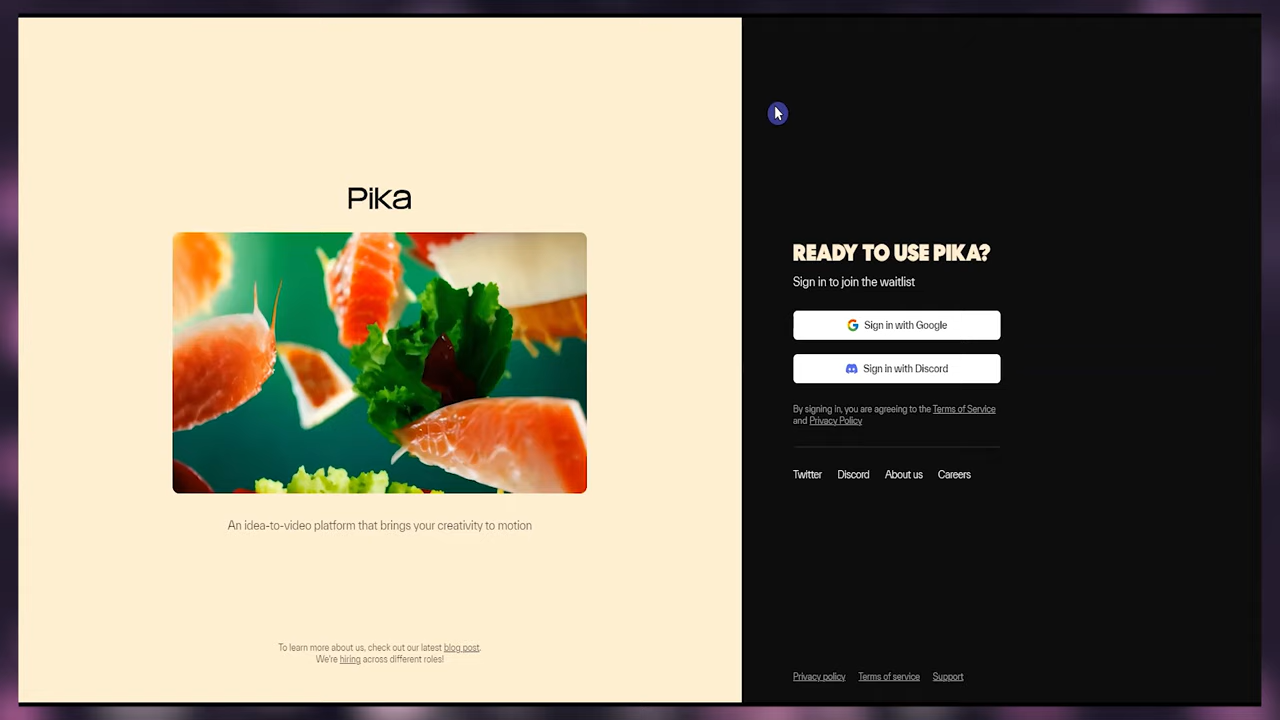 Pika
An idea-to-video platform that brings your creativity to motion
To learn more about us, check out our latest blog post.
We're hiring across different roles!
READY TO USE PIKA?
Sign in to join the waitlist
Sign in with Google
Sign in with Discord
By signing in, you are agreeing to the Terms of Service
and Privacy Policy
Twitter Discord About us Careers
Privacy policy Terms of service Support